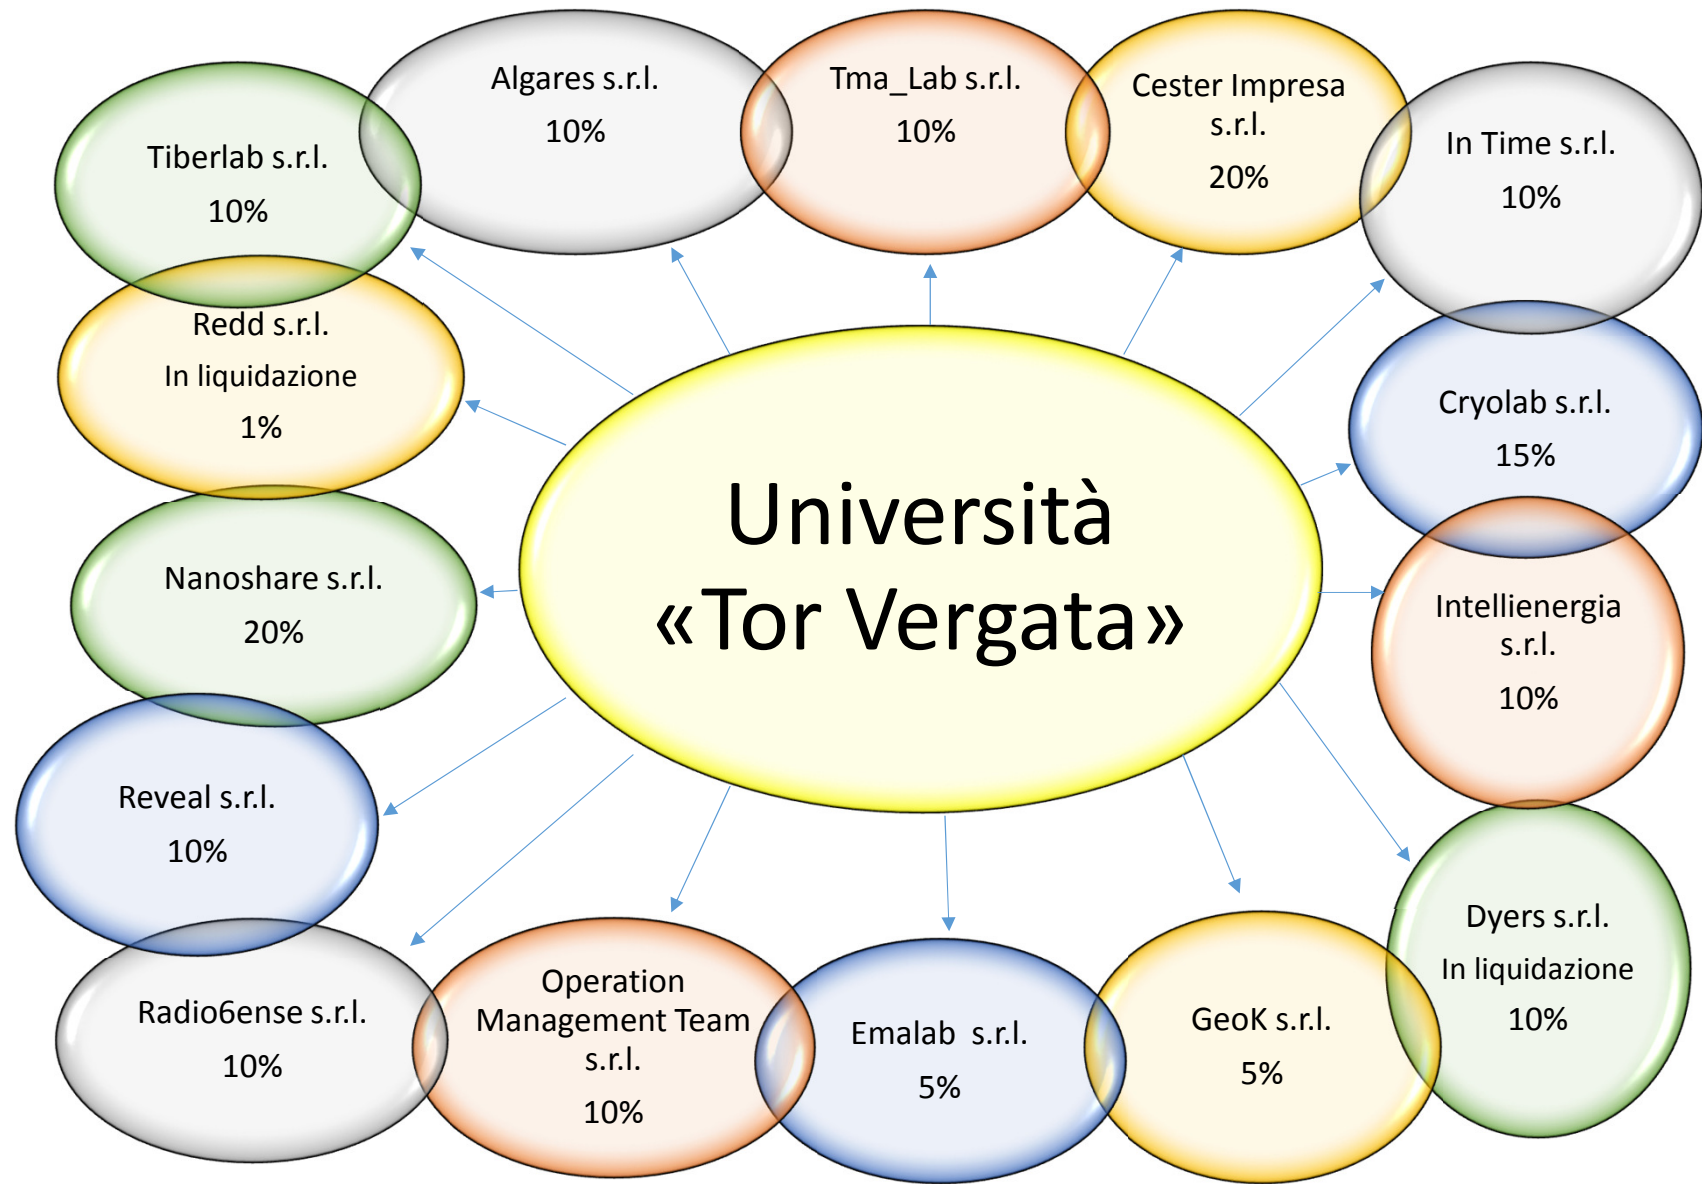 Algares s.r.l.
10%
Tma_Lab s.r.l.
10%
Cester Impresa
s.r.l.
20%
In Time s.r.l.
10%
Tiberlab s.r.l.
10%
Redd s.r.l.
In liquidazione
1%
Cryolab s.r.l.
15%
Università
«Tor Vergata»
Nanoshare s.r.l.
20%
Intellienergia
s.r.l.
10%
Reveal s.r.l.
10%
Dyers s.r.l.
In liquidazione
10%
Radio6ense s.r.l.
10%
Operation
Management Team
s.r.l.
10%
Emalab  s.r.l.
5%
GeoK s.r.l.
5%